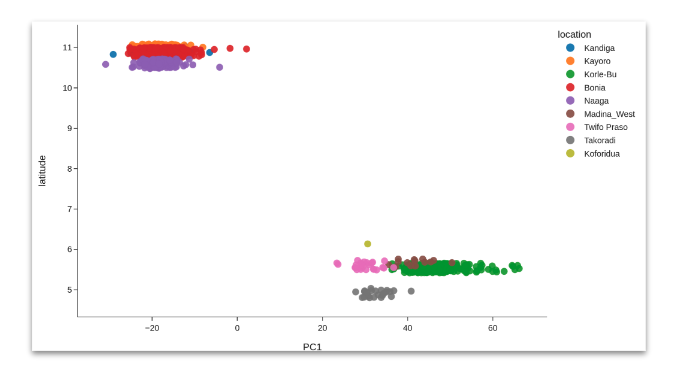 location
Kandiga
Kayoro
Korle-Bu
Bonia
Naaga
Madina_West
Twifo Praso
Takoradi
Koforidua
latitude
11
10
9
8
7
6
5
−20
0
20
40
60
PC1